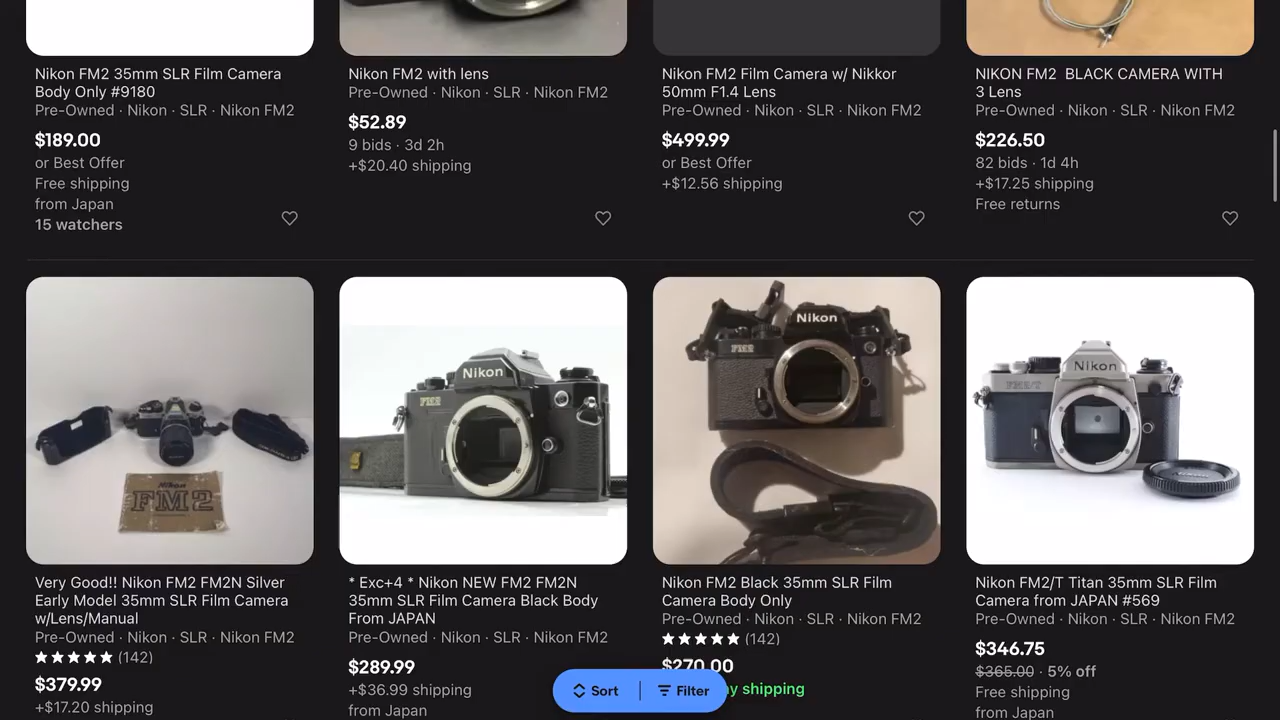 Nikon FM2 35mm SLR Film Camera
Body Only #9180
Pre-Owned · Nikon · SLR · Nikon FM2
$189.00
or Best Offer
Free shipping
from Japan
15 watchers
Nikon FM2 with lens
Pre-Owned · Nikon · SLR · Nikon FM2
$52.89
9 bids · 3d 2h
+$20.40 shipping
Nikon FM2 Film Camera w/ Nikkor
50mm F1.4 Lens
Pre-Owned · Nikon · SLR · Nikon FM2
$499.99
or Best Offer
+$12.56 shipping
NIKON FM2 BLACK CAMERA WITH
3 Lens
Pre-Owned · Nikon · SLR · Nikon FM2
$226.50
82 bids · 1d 4h
+$17.25 shipping
Free returns
Nikon
FM2
Very Good!! Nikon FM2 FM2N Silver
Early Model 35mm SLR Film Camera
w/Lens/Manual
Pre-Owned · Nikon · SLR · Nikon FM2
(142)
$379.99
+$17.20 shipping
Nikon
FM2
* Exc+4 * Nikon NEW FM2 FM2N
35mm SLR Film Camera Black Body
From JAPAN
Pre-Owned · Nikon · SLR · Nikon FM2
$289.99
+$36.99 shipping
from Japan
Nikon
FM2
Nikon FM2 Black 35mm SLR Film
Camera Body Only
Pre-Owned · Nikon · SLR · Nikon FM2
(142)
$270.00
shipping
Nikon
FM2/T
Nikon FM2/T Titan 35mm SLR Film
Camera from JAPAN #569
Pre-Owned · Nikon · SLR · Nikon FM2
$346.75
$365.00 · 5% off
Free shipping
from Japan
Sort
Filter